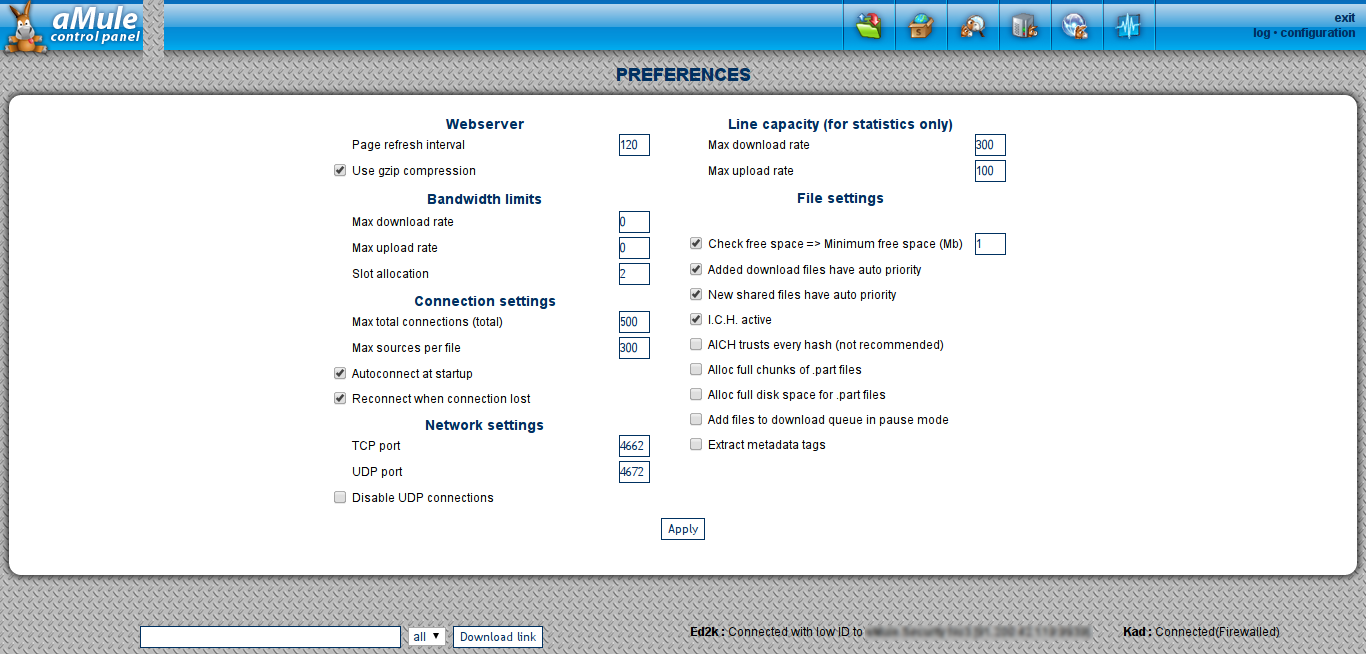 aMule
control panel
exit
log • configuration
PREFERENCES
Webserver
Page refresh interval 120
Use gzip compression
Bandwidth limits
Max download rate 0
Max upload rate 0
Slot allocation 2
Connection settings
Max total connections (total) 500
Max sources per file 300
Autoconnect at startup
Reconnect when connection lost
Network settings
TCP port 4662
UDP port 4672
Disable UDP connections
Line capacity (for statistics only)
Max download rate 300
Max upload rate 100
File settings
Check free space => Minimum free space (Mb) 1
Added download files have auto priority
New shared files have auto priority
I.C.H. active
AICH trusts every hash (not recommended)
Alloc full chunks of .part files
Alloc full disk space for .part files
Add files to download queue in pause mode
Extract metadata tags
Apply
all Download link
Ed2k : Connected with low ID to
Kad : Connected(Firewalled)